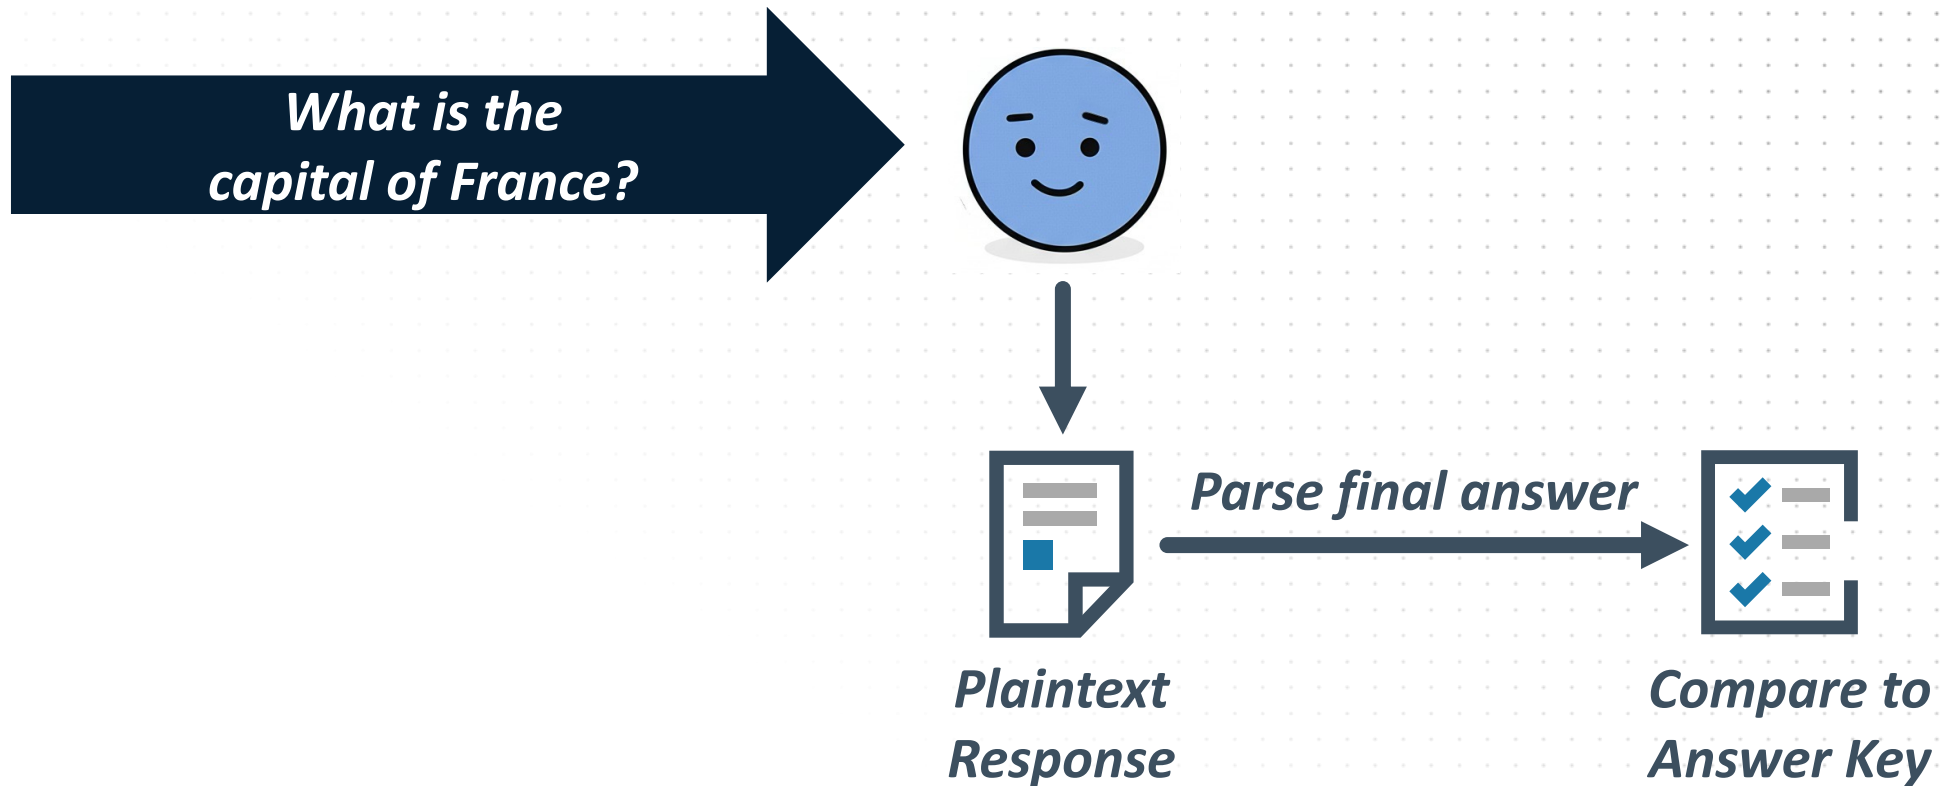 What is the
capital of France?
Parse final answer
Plaintext
Response
Compare to
Answer Key